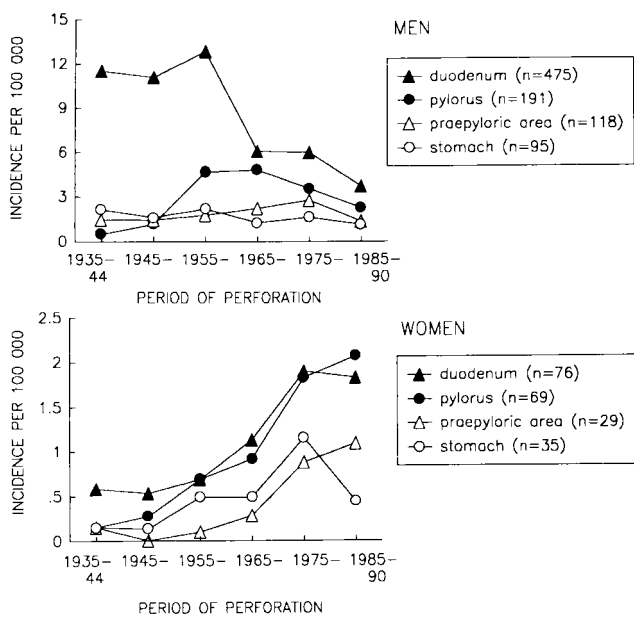 MEN
INCIDENCE PER 100 000
15
12
9
6
3
0
duodenum (n=475)
pylorus (n=191)
praepyloric area (n=118)
stomach (n=95)
1935- 1945- 1955- 1965- 1975- 1985-
44 90
PERIOD OF PERFORATION
WOMEN
INCIDENCE PER 100 000
2.5
2
1.5
1
.5
0
duodenum (n=76)
pylorus (n=69)
praepyloric area (n=29)
stomach (n=35)
1935- 1945- 1955- 1965- 1975- 1985-
44 90
PERIOD OF PERFORATION